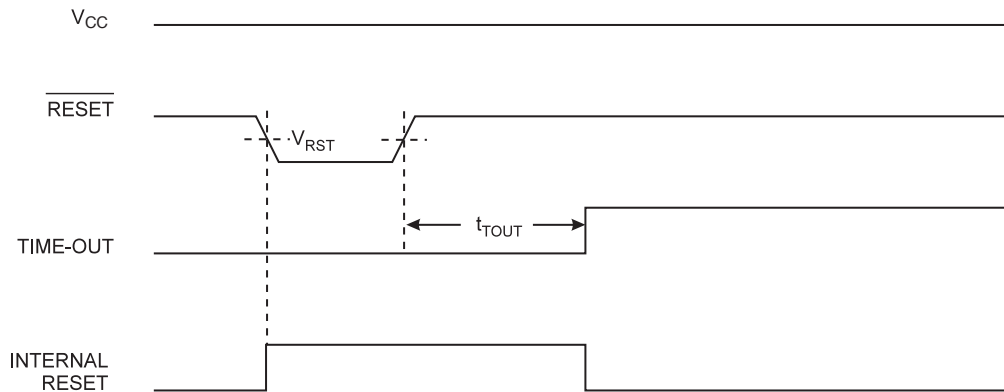 VCC
RESET
VRST
tTOUT
TIME-OUT
INTERNAL
RESET